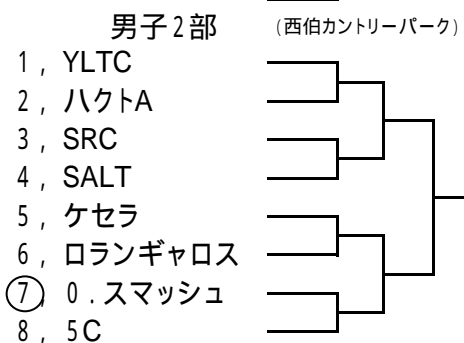 男子2部 (西伯カントリーパーク)
1, YLTC
2, ハクトA
3, SRC
4, SALT
5, ケセラ
6, ロランギャロス
7, 0.スマッシュ
8, 5C